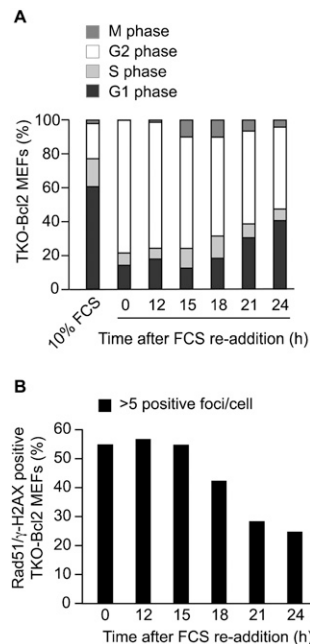 A
M phase
G2 phase
S phase
G1 phase
TKO-Bcl2 MEFs (%)
100
80
60
40
20
0
10% FCS
0 12 15 18 21 24
Time after FCS re-addition (h)
B
>5 positive foci/cell
Rad51/γ-H2AX positive
TKO-Bcl2 MEFs (%)
60
50
40
30
20
10
0
0 12 15 18 21 24
Time after FCS re-addition (h)